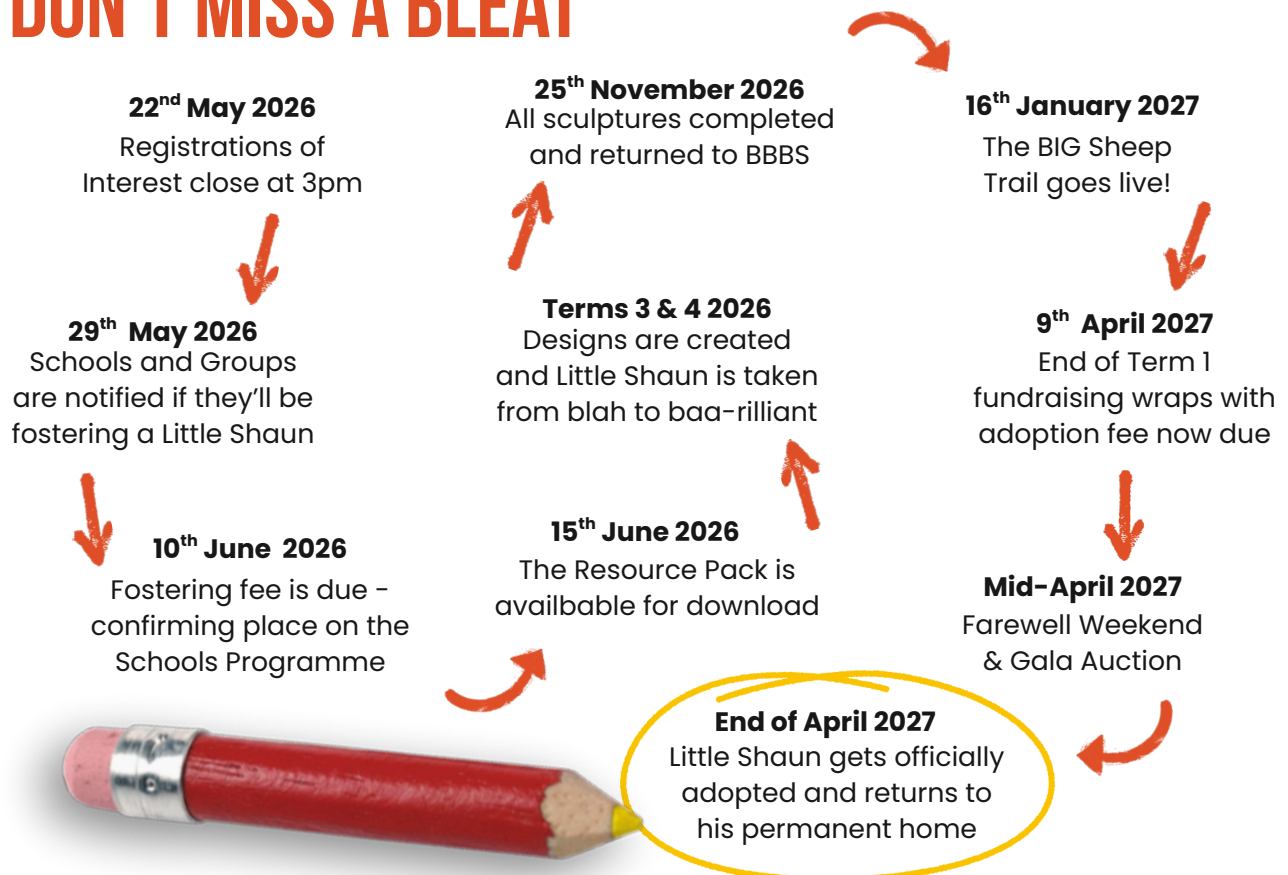 DON'T MISS A BLEAT
22nd May 2026
Registrations of
Interest close at 3pm
29th May 2026
Schools and Groups
are notified if they'll be
fostering a Little Shaun
10th June 2026
Fostering fee is due -
confirming place on the
Schools Programme
15th June 2026
The Resource Pack is
availbable for download
Terms 3 & 4 2026
Designs are created
and Little Shaun is taken
from blah to baa-rilliant
25th November 2026
All sculptures completed
and returned to BBBS
16th January 2027
The BIG Sheep
Trail goes live!
9th April 2027
End of Term 1
fundraising wraps with
adoption fee now due
Mid-April 2027
Farewell Weekend
& Gala Auction
End of April 2027
Little Shaun gets officially
adopted and returns to
his permanent home